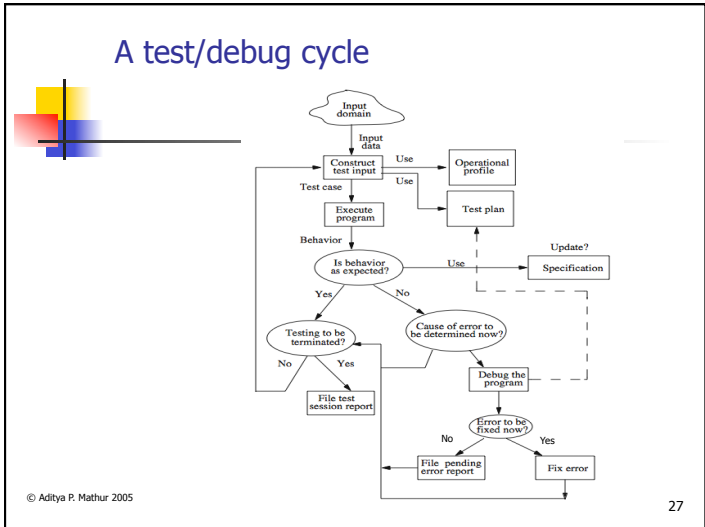 A test/debug cycle
Input
domain
Input
data
Construct
test input
Use
Use
Operational
profile
Test case
Test plan
Execute
program
Behavior
Update?
Is behavior
as expected?
Use
Specification
Yes
No
Testing to be
terminated?
Cause of error to
be determined now?
No
Yes
Debug the
program
File test
session report
Error to be
fixed now?
No
Yes
File pending
error report
Fix error
© Aditya P. Mathur 2005
27